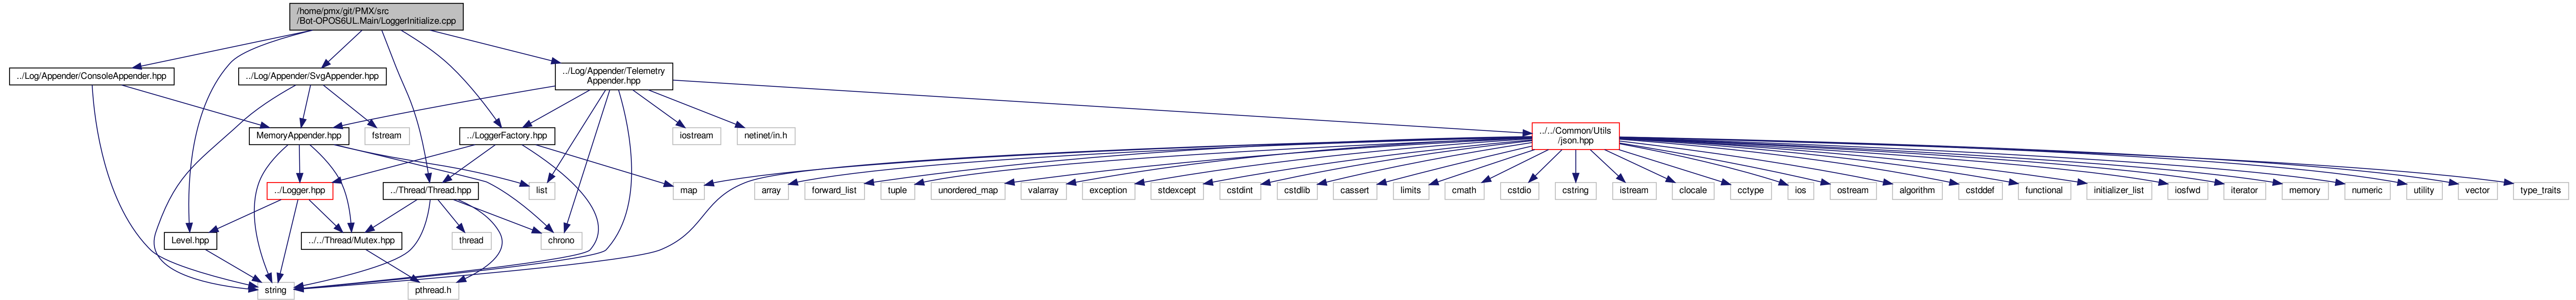 /home/pmx/git/PMX/src
/Bot-OPOS6UL.Main/LoggerInitialize.cpp
../Log/Appender/ConsoleAppender.hpp
../Log/Appender/SvgAppender.hpp
../Log/Appender/Telemetry
Appender.hpp
MemoryAppender.hpp
fstream
../LoggerFactory.hpp
iostream
netinet/in.h
../../Common/Utils
/json.hpp
../Logger.hpp
../Thread/Thread.hpp
list
map
array
forward_list
tuple
unordered_map
valarray
exception
stdexcept
cstdint
cstdlib
cassert
limits
cmath
cstdio
cstring
istream
clocale
cctype
ios
ostream
algorithm
cstddef
functional
initializer_list
iosfwd
iterator
memory
numeric
utility
vector
type_traits
Level.hpp
../../Thread/Mutex.hpp
thread
chrono
string
pthread.h